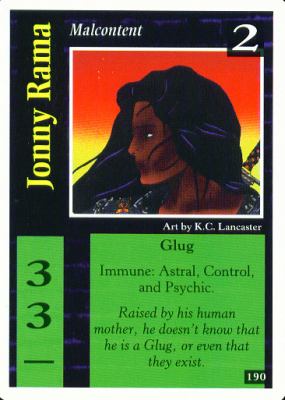 Jonny Rama
Malcontent
2
Art by K.C. Lancaster
3
3
—
Glug
Immune: Astral, Control,
and Psychic.
Raised by his human
mother, he doesn't know that
he is a Glug, or even that
they exist.
190